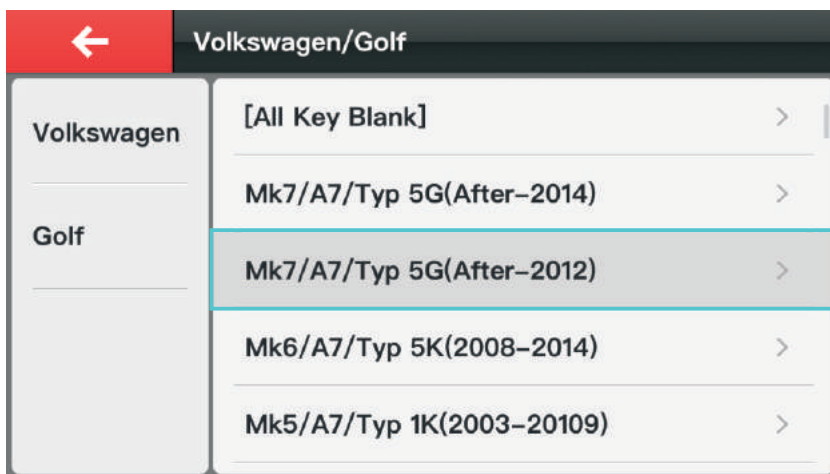 Volkswagen/Golf
Volkswagen
Golf
[All Key Blank]
Mk7/A7/Typ 5G(After-2014)
Mk7/A7/Typ 5G(After-2012)
Mk6/A7/Typ 5K(2008-2014)
Mk5/A7/Typ 1K(2003-20109)